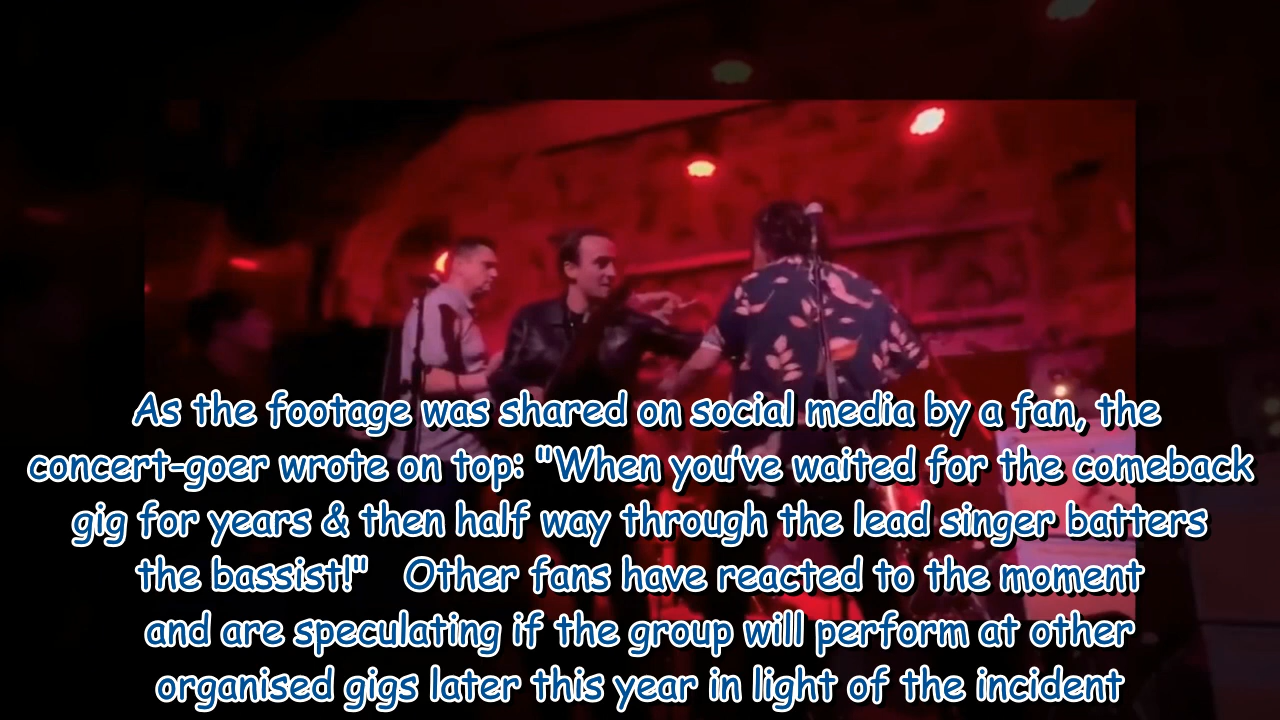 As the footage was shared on social media by a fan, the
concert-goer wrote on top: "When you've waited for the comeback
gig for years & then half way through the lead singer batters
the bassist!"   Other fans have reacted to the moment
and are speculating if the group will perform at other
organised gigs later this year in light of the incident